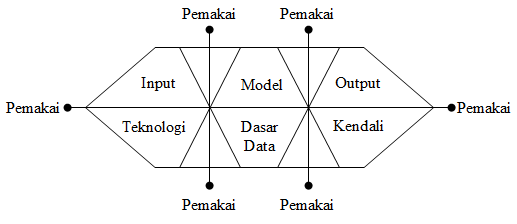 Pemakai Pemakai
Input Model Output
Pemakai Pemakai
Teknologi Dasar Kendali
Data
Pemakai Pemakai